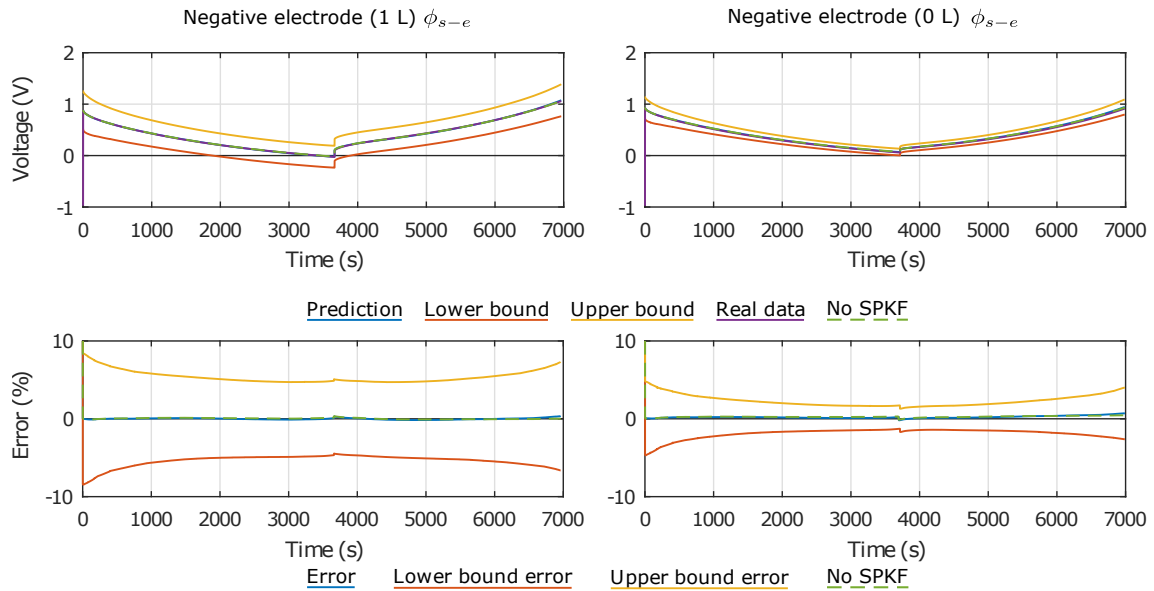 Negative electrode (1 L) ϕs−e
Negative electrode (0 L) ϕs−e
Voltage (V)
2
1
0
-1
0 1000 2000 3000 4000 5000 6000 7000
Time (s)
2
1
0
-1
0 1000 2000 3000 4000 5000 6000 7000
Time (s)
Prediction Lower bound Upper bound Real data No SPKF
Error (%)
10
0
-10
0 1000 2000 3000 4000 5000 6000 7000
Time (s)
10
0
-10
0 1000 2000 3000 4000 5000 6000 7000
Time (s)
Error Lower bound error Upper bound error No SPKF